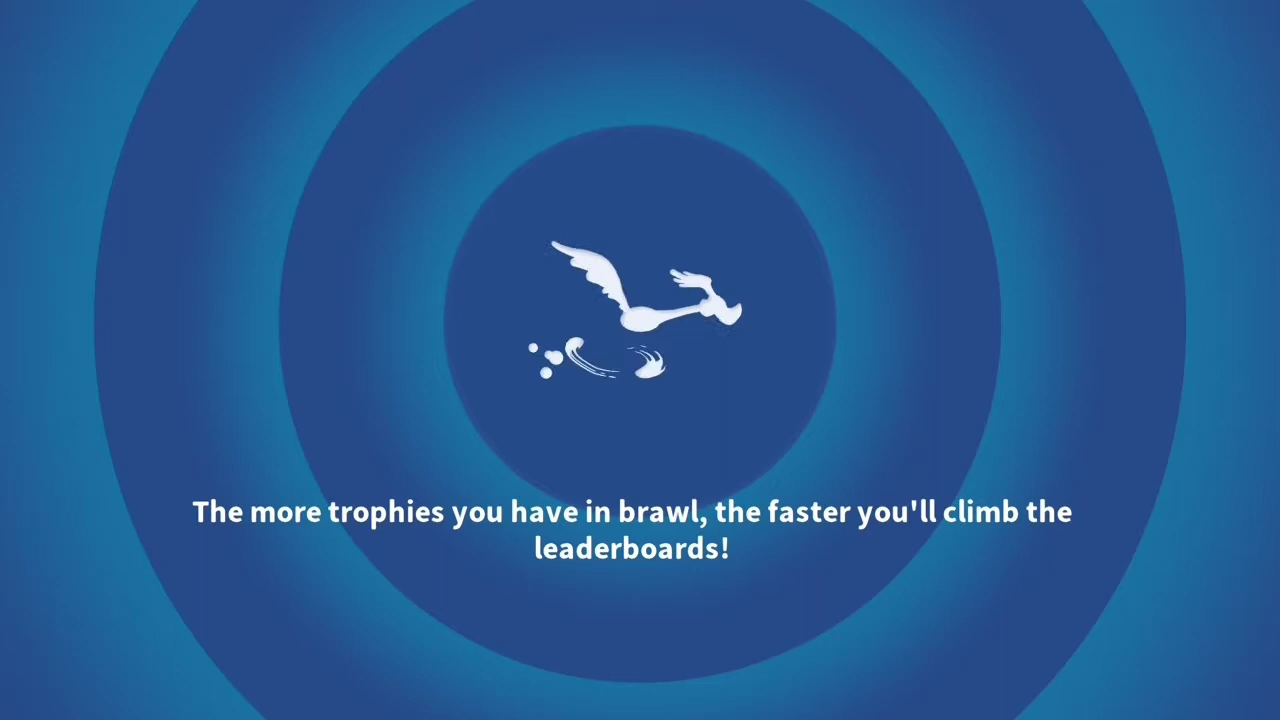 The more trophies you have in brawl, the faster you'll climb the
leaderboards!